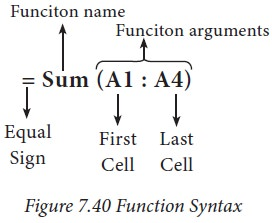 Funciton name
Funciton arguments
= Sum (A1 : A4)
Equal Sign
First Cell
Last Cell
Figure 7.40 Function Syntax